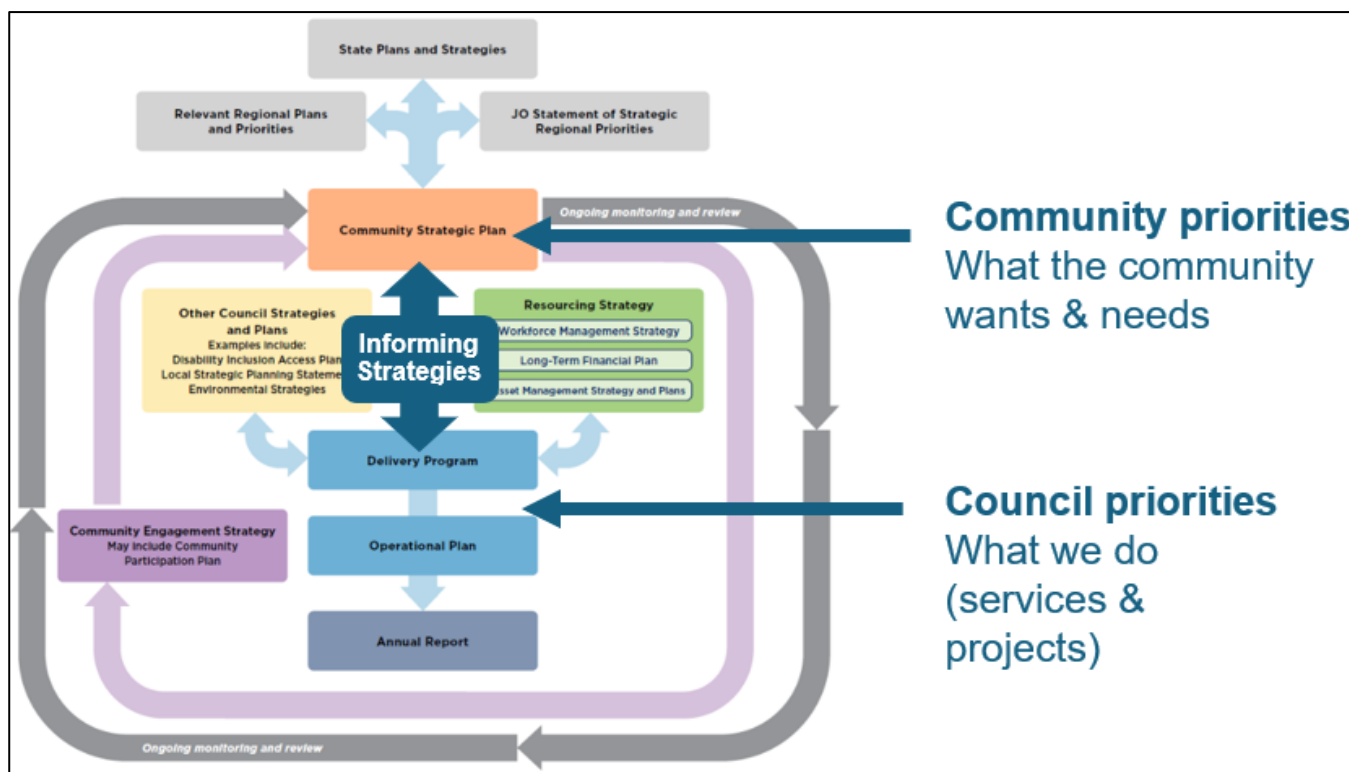 State Plans and Strategies
Relevant Regional Plans
and Priorities
JO Statement of Strategic
Regional Priorities
Community Strategic Plan
Ongoing monitoring and review
Community priorities
What the community
wants & needs
Other Council Strategies
and Plans
Examples Include:
Disability Inclusion Access Plan
Local Strategic Planning
Environmental Strategies
Informing
Strategies
Resourcing Strategy
Workforce Management Strategy
Long-Term Financial Plan
sset Management Strategy and Plans
Delivery Program
Council priorities
What we do
(services &
projects)
Community Engagement Strategy
May Include Community
Participation Plan
Operational Plan
Annual Report
Ongoing monitoring and review